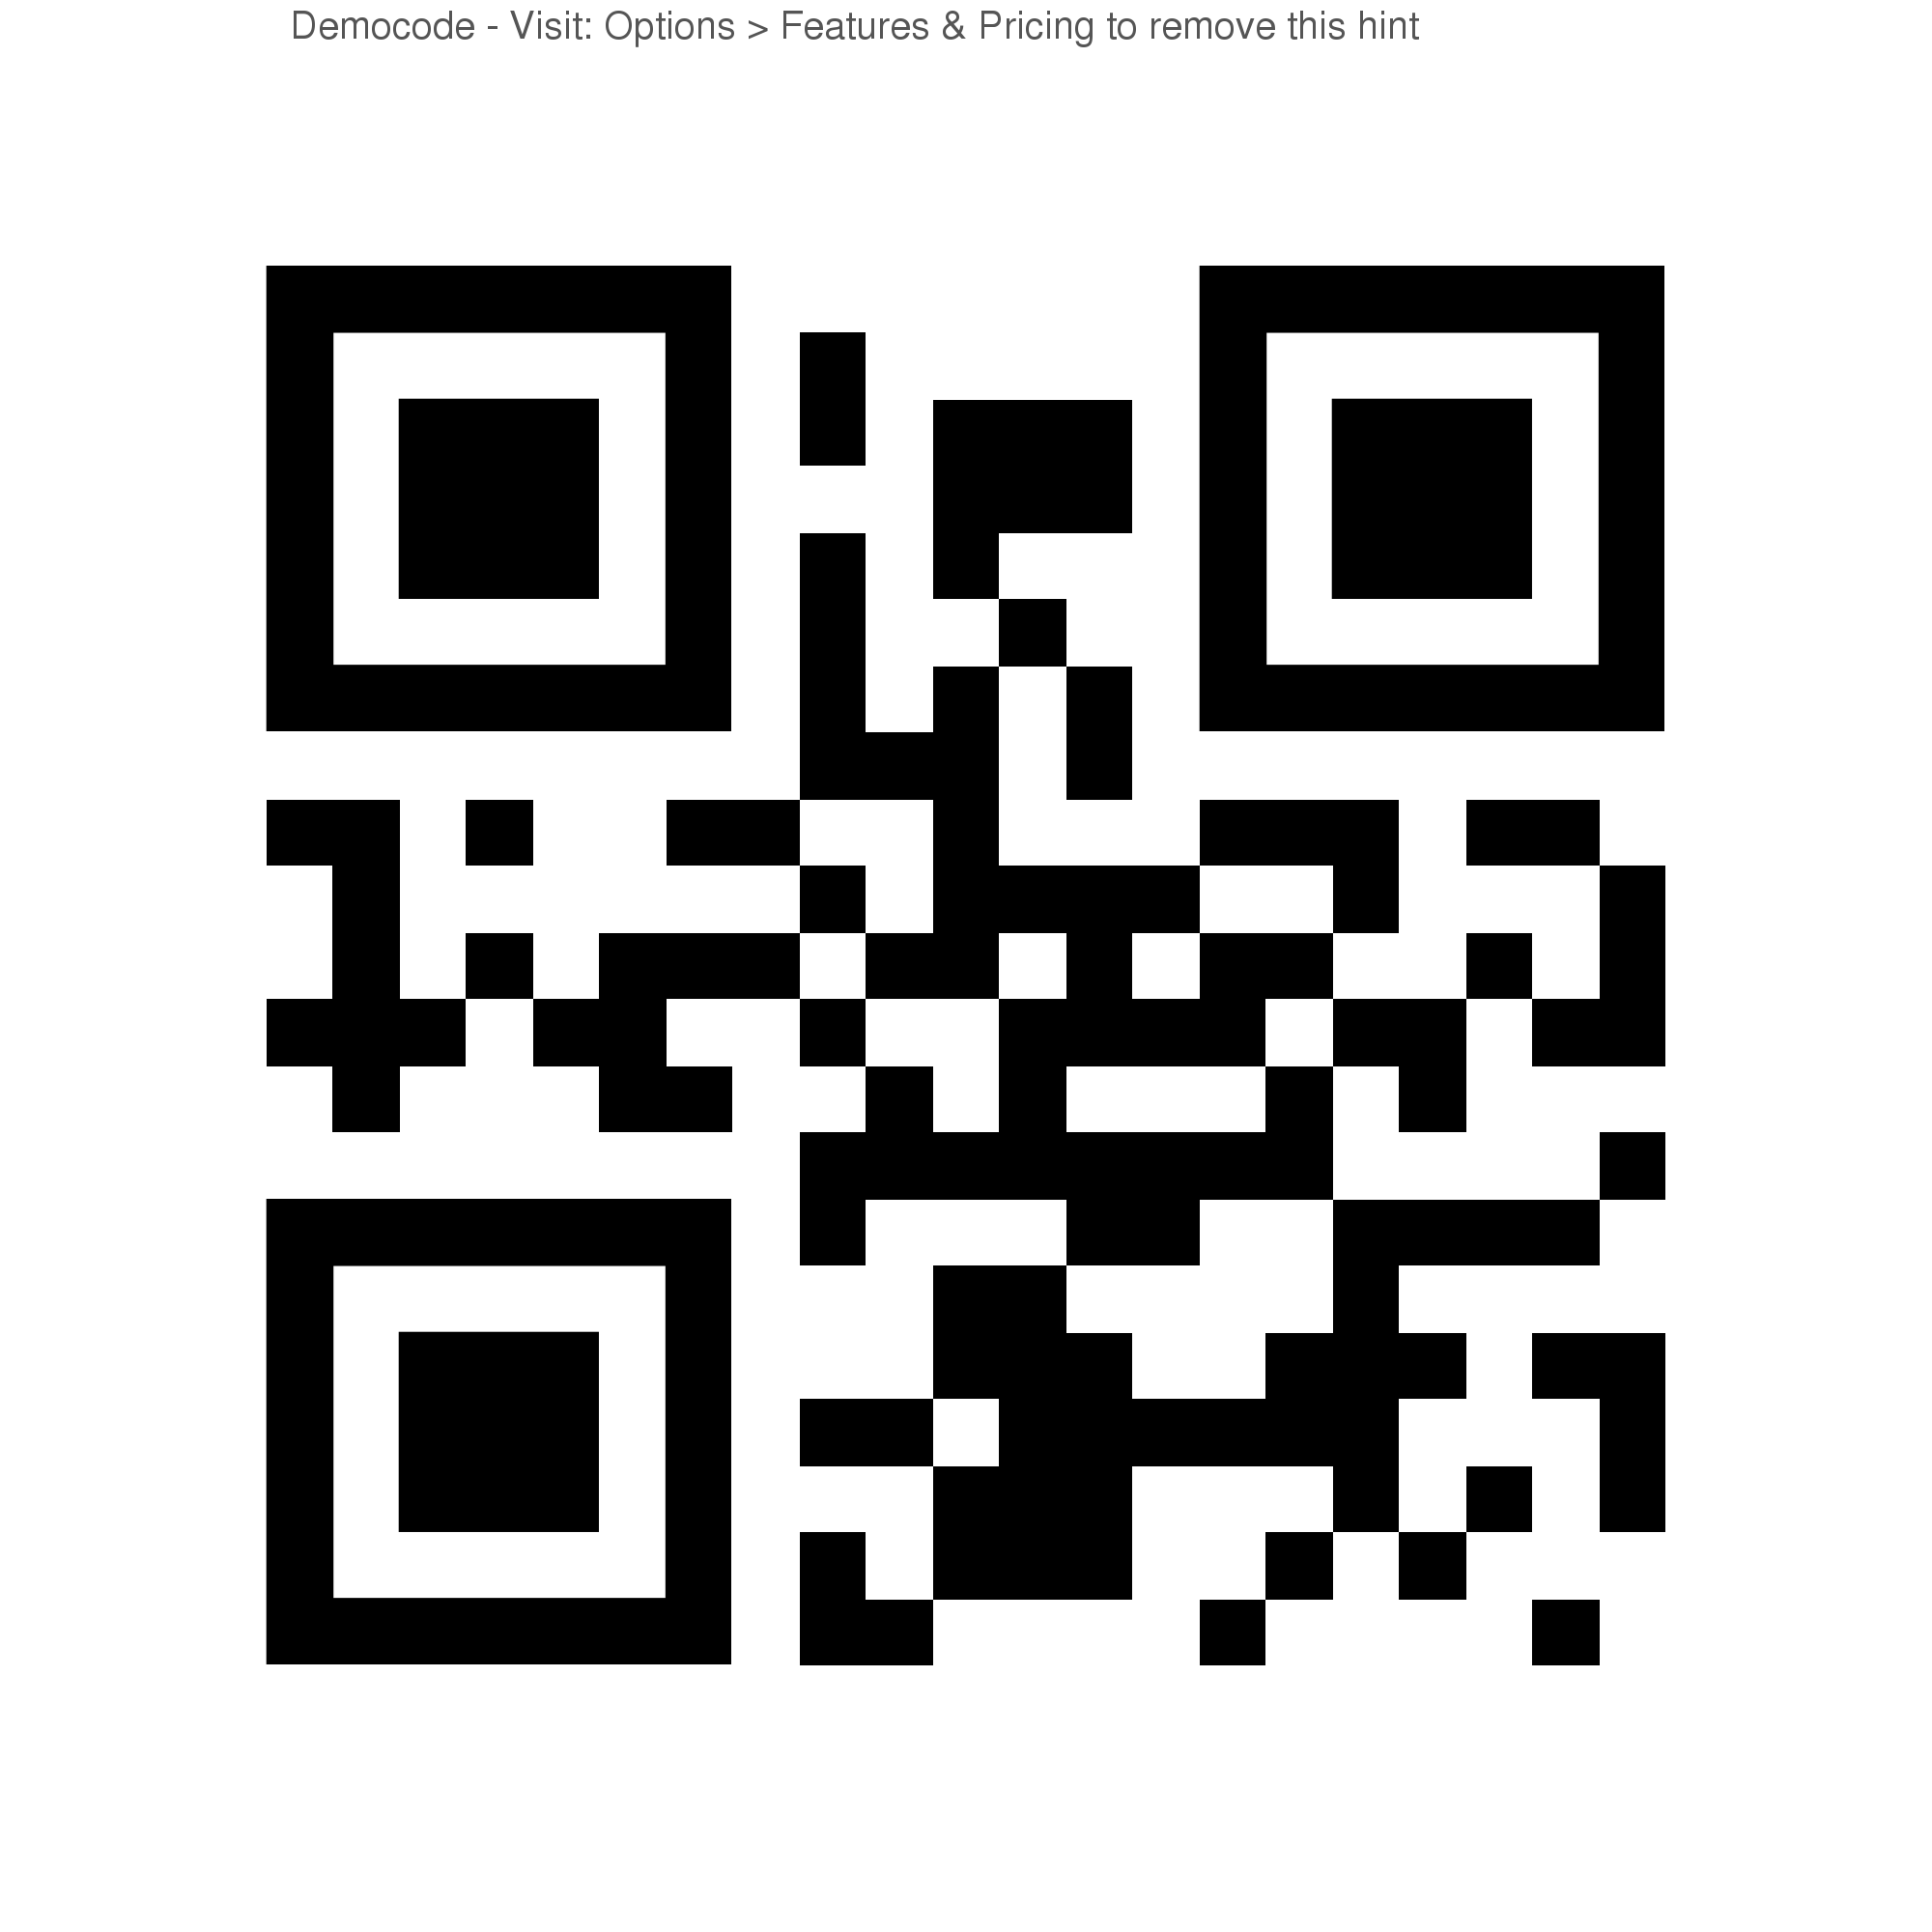 Democode - Visit: Options > Features & Pricing to remove this hint